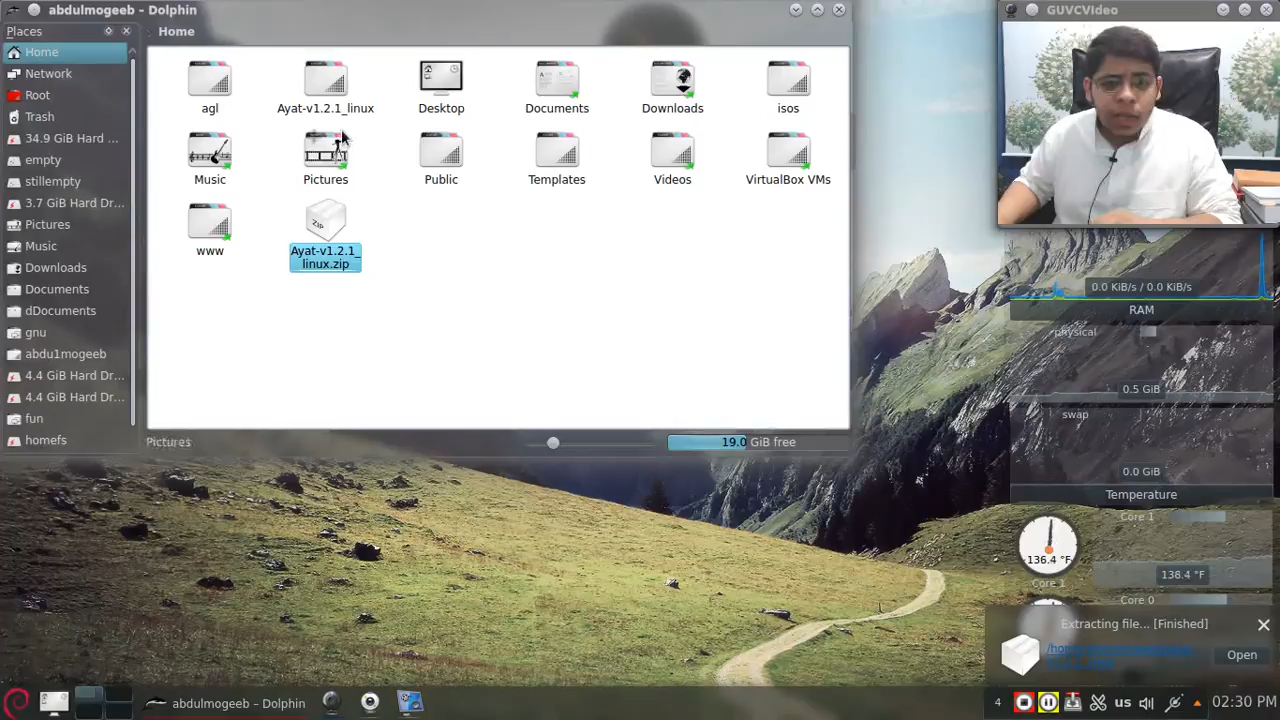 abdulmogeeb – Dolphin
GUVCVideo
Places
Home
Home
Network
Root
Trash
34.9 GiB Hard ...
empty
stillempty
3.7 GiB Hard Dr...
Pictures
Music
Downloads
Documents
dDocuments
gnu
abdu1mogeeb
4.4 GiB Hard Dr...
4.4 GiB Hard Dr...
fun
homefs
agl
Ayat-v1.2.1_linux
Desktop
Documents
Downloads
isos
Music
Pictures
Public
Templates
Videos
VirtualBox VMs
www
ZIP
Ayat-v1.2.1_
linux.zip
Pictures
19.0 GiB free
0.0 KiB/s / 0.0 KiB/s
RAM
physical
0.5 GiB
swap
0.0 GiB
Temperature
Core 1
136.4 °F
138.4 °F
Core 1
Core 0
Extracting file... [Finished]
Open
abdulmogeeb – Dolphin
4
us
02:30 PM